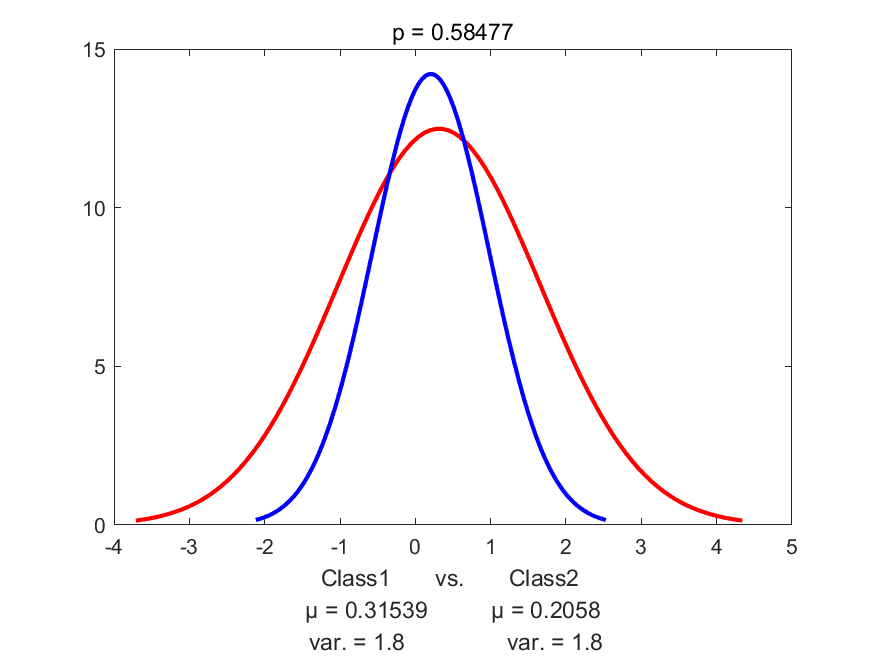 p = 0.58477
15
10
5
0
-4 -3 -2 -1 0 1 2 3 4 5
Class1 vs. Class2
μ = 0.31539 μ = 0.2058
var. = 1.8 var. = 1.8